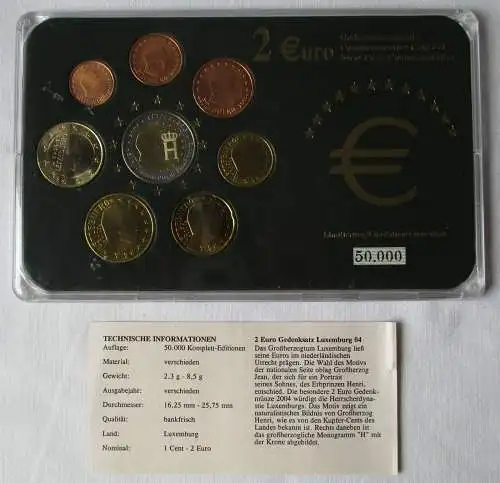 2 Euro
50.000
TECHNISCHE INFORMATIONEN
Auflage: 50.000 Komplett-Editionen
Material: verschieden
Gewicht: 2,3 g - 8,5 g
Ausgabejahr: verschieden
Durchmesser: 16,25 mm - 25,75 mm
Qualität: bankfrisch
Land: Luxemburg
Nominal: 1 Cent - 2 Euro
2 Euro Gedenksatz Luxemburg 04
Das Großherzogtum Luxemburg ließ
seine Euros im niederländischen
Utrecht prägen. Die Wahl des Motivs
der nationalen Seite oblag Großherzog
Jean, der sich für ein Portrait
seines Sohnes, des Erbprinzen Henri,
entschied. Die besondere 2 Euro Gedenk-
münze 2004 würdigt die Herrscherdynas-
tie Luxemburgs. Das Motiv zeigt ein
naturalistisches Bildnis von Großherzog
Henri, wie es von den Kupfer-Cents des
Landes bekannt ist. Rechts daneben ist
das großherzogliche Monogramm "H" mit
der Krone abgebildet.